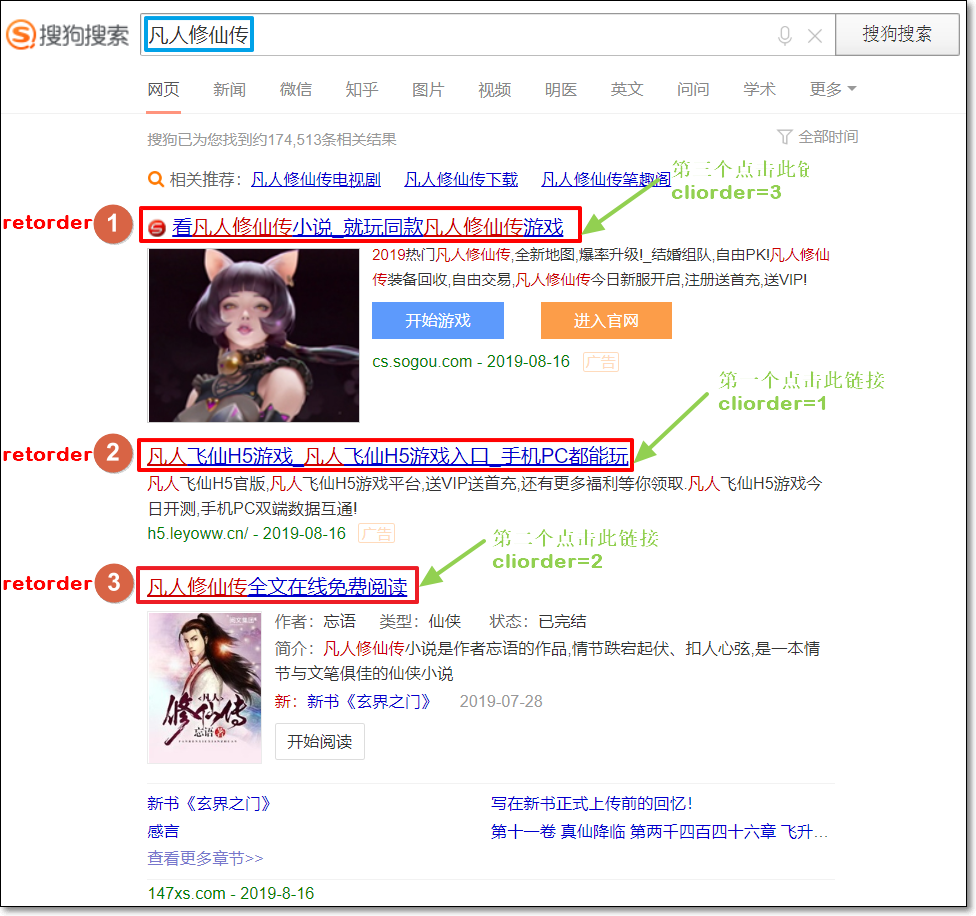 搜狗搜索 凡人修仙传 搜狗搜索
网页 新闻 微信 知乎 图片 视频 明医 英文 问问 学术 更多
搜狗已为您找到约174,513条相关结果 全部时间
相关推荐: 凡人修仙传电视剧 凡人修仙传下载 凡人修仙传笔趣阁
第三个点击此链
cliorder=3
retorder 1 看凡人修仙传小说_就玩同款凡人修仙传游戏
2019热门凡人修仙传,全新地图,爆率升级!_结婚组队,自由PK!凡人修仙
传装备回收,自由交易,凡人修仙传今日新服开启,注册送首充,送VIP!
开始游戏 进入官网
cs.sogou.com - 2019-08-16 广告
第一个点击此链接
cliorder=1
retorder 2 凡人飞仙H5游戏_凡人飞仙H5游戏入口_手机PC都能玩
凡人飞仙H5官版,凡人飞仙H5游戏平台,送VIP送首充,还有更多福利等你领取.凡人飞仙H5游戏今
日开测,手机PC双端数据互通!
h5.leyoww.cn/ - 2019-08-16 广告
第二个点击此链接
cliorder=2
retorder 3 凡人修仙传全文在线免费阅读
作者: 忘语 类型: 仙侠 状态: 已完结
简介: 凡人修仙传小说是作者忘语的作品,情节跌宕起伏、扣人心弦,是一本情
节与文笔俱佳的仙侠小说
新: 新书《玄界之门》 2019-07-28
凡人
修仙传
忘语 著
开始阅读
新书《玄界之门》 写在新书正式上传前的回忆!
感言 第十一卷 真仙降临 第两千四百四十六章 飞升...
查看更多章节>>
147xs.com - 2019-8-16